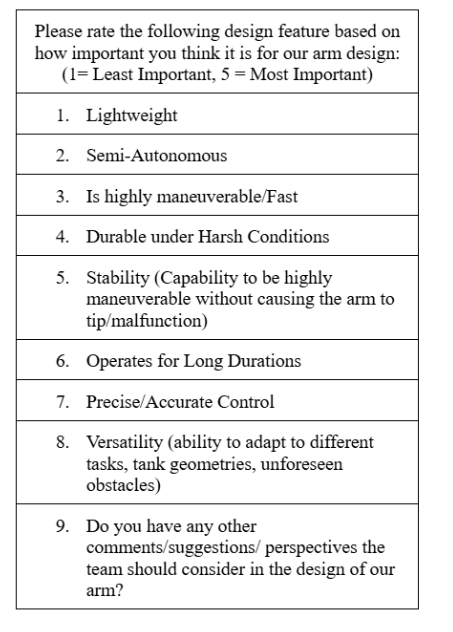 Please rate the following design feature based on
how important you think it is for our arm design:
(1= Least Important, 5 = Most Important)
1. Lightweight
2. Semi-Autonomous
3. Is highly maneuverable/Fast
4. Durable under Harsh Conditions
5. Stability (Capability to be highly
maneuverable without causing the arm to
tip/malfunction)
6. Operates for Long Durations
7. Precise/Accurate Control
8. Versatility (ability to adapt to different
tasks, tank geometries, unforeseen
obstacles)
9. Do you have any other
comments/suggestions/ perspectives the
team should consider in the design of our
arm?